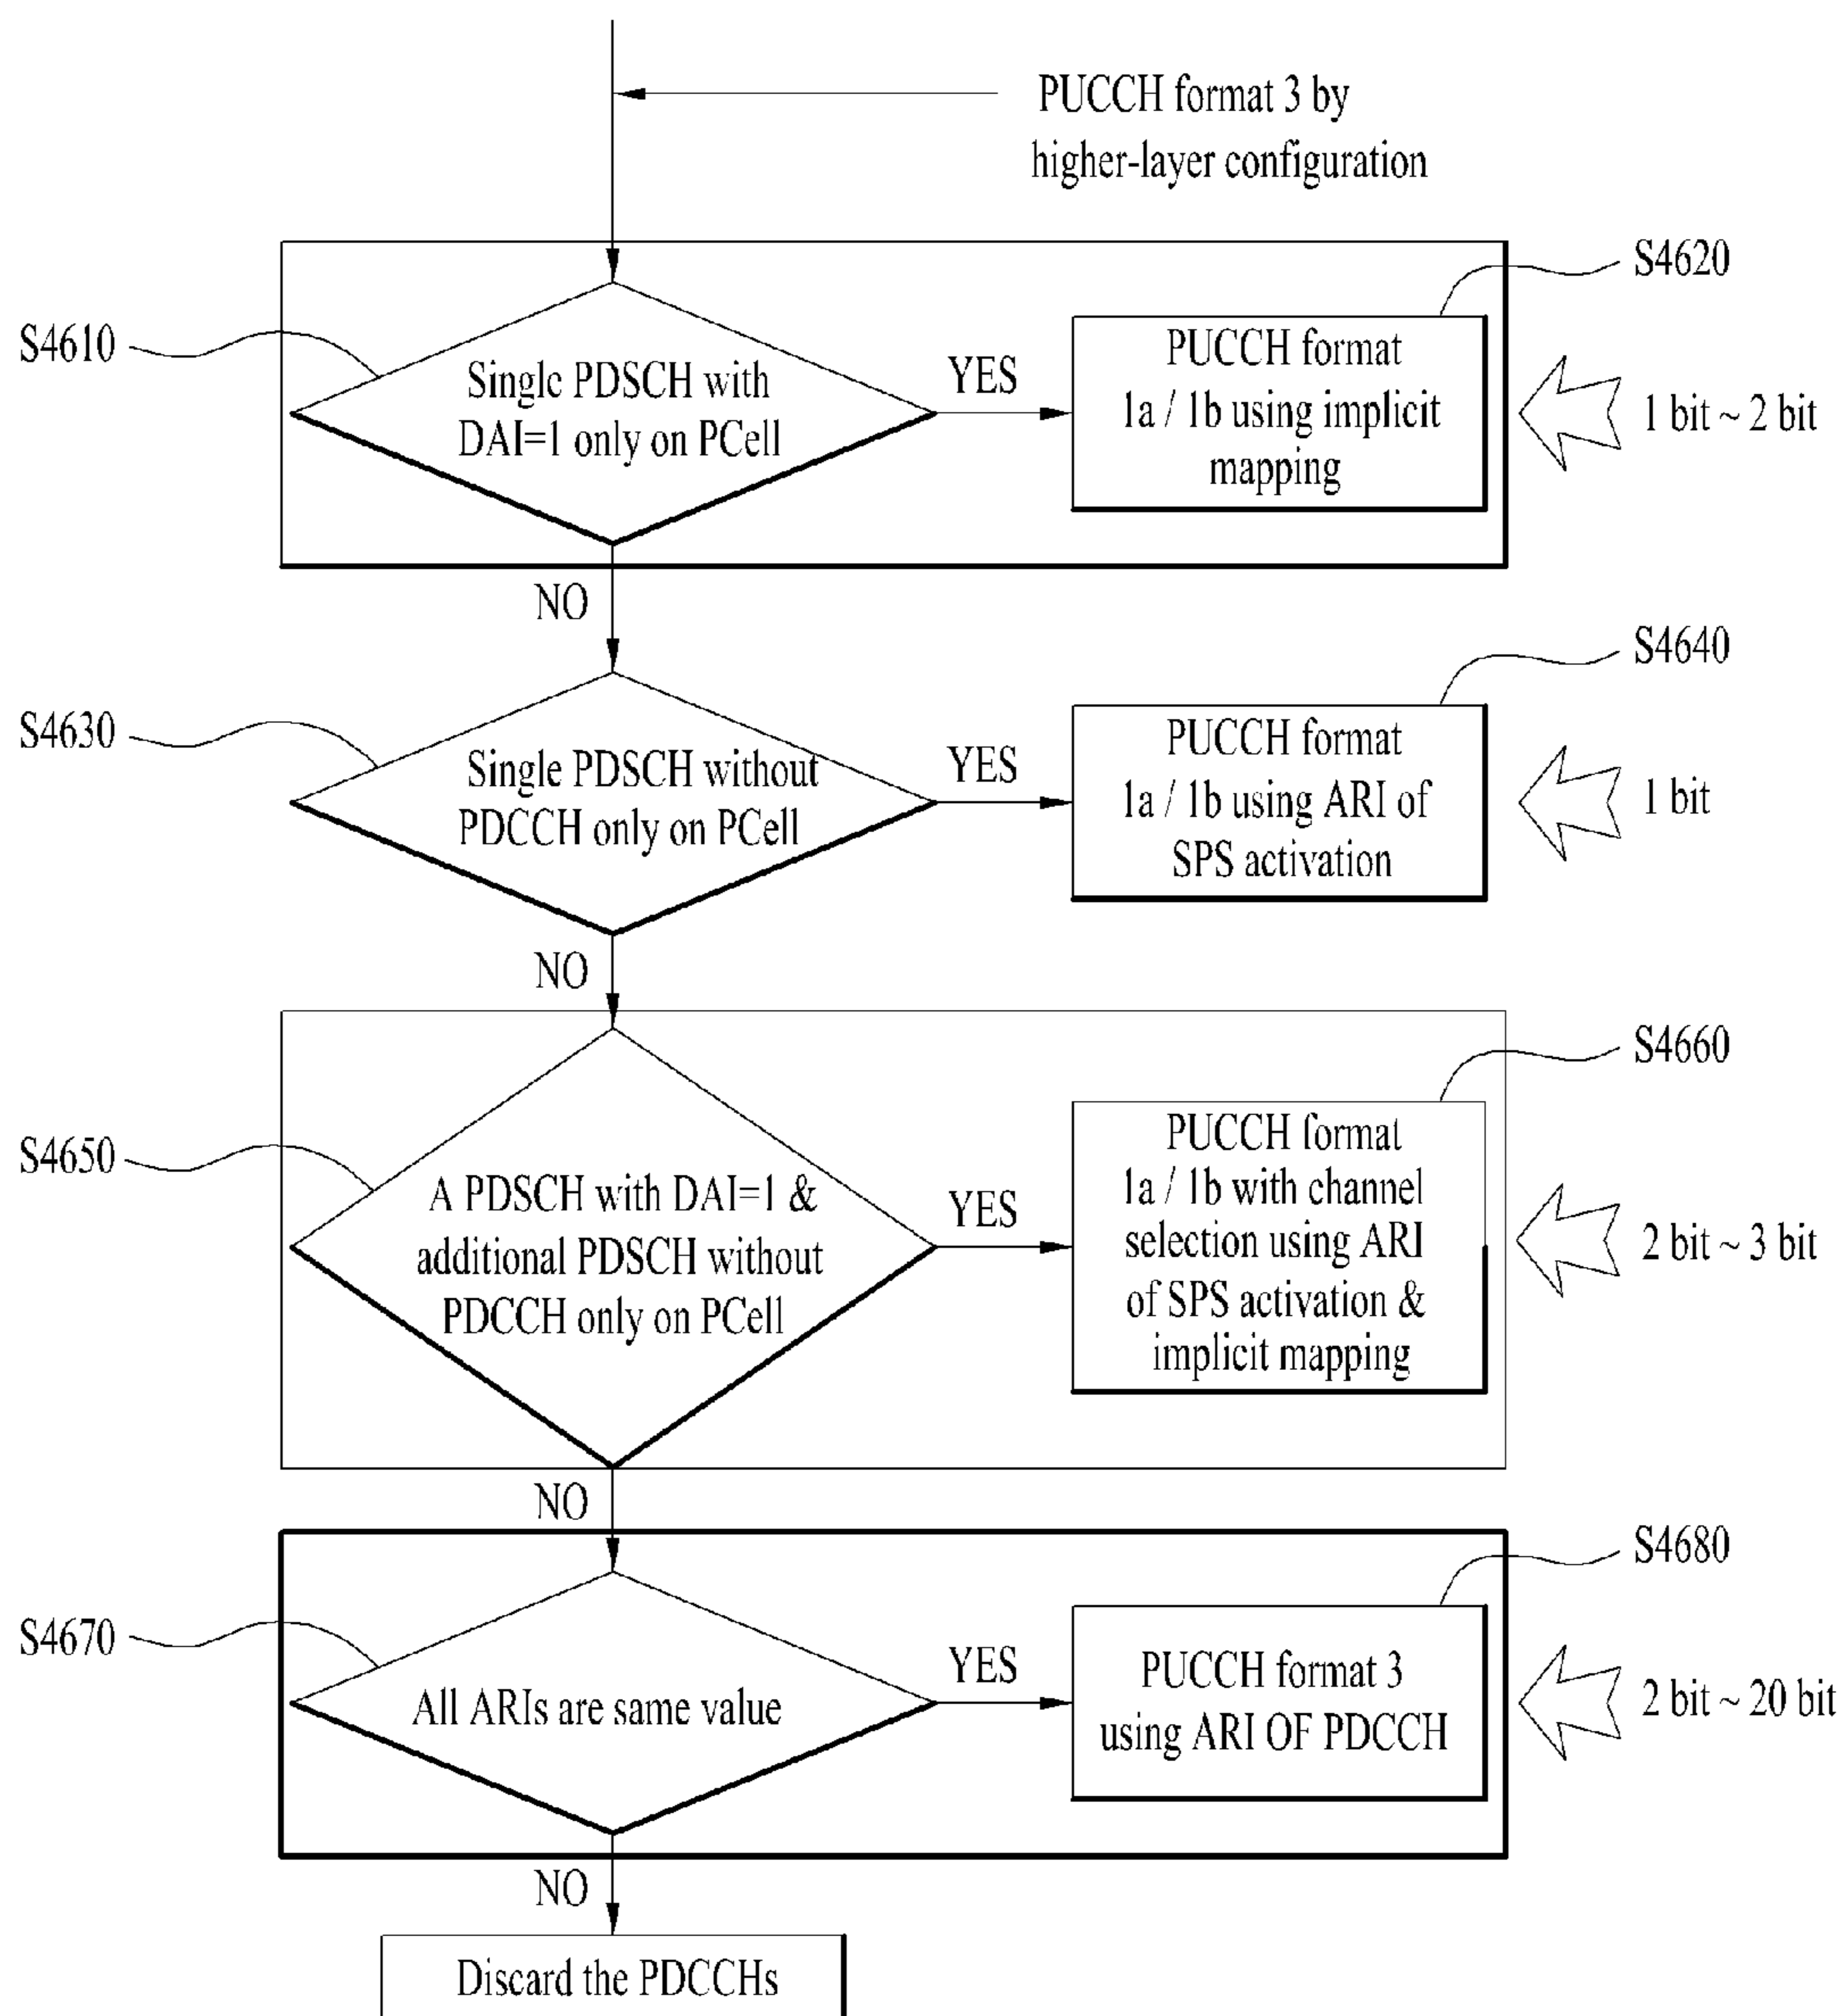 PUCCH format 3 by
higher-layer configuration
S4610
Single PDSCH with
DAI=1 only on PCell
YES
S4620
PUCCH format
1a / 1b using implicit
mapping
1 bit ~ 2 bit
NO
S4630
Single PDSCH without
PDCCH only on PCell
YES
S4640
PUCCH format
1a / 1b using ARI of
SPS activation
1 bit
NO
S4650
A PDSCH with DAI=1 &
additional PDSCH without
PDCCH only on PCell
YES
S4660
PUCCH format
1a / 1b with channel
selection using ARI
of SPS activation &
implicit mapping
2 bit ~ 3 bit
NO
S4670
All ARIs are same value
YES
S4680
PUCCH format 3
using ARI OF PDCCH
2 bit ~ 20 bit
NO
Discard the PDCCHs